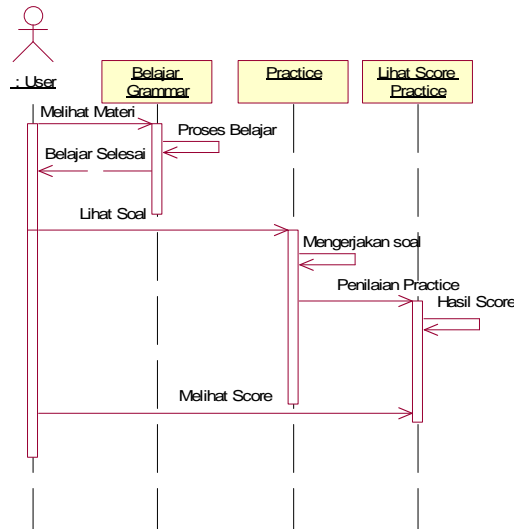 : User
Belajar
Grammar
Practice
Lihat Score
Practice
Melihat Materi
Proses Belajar
Belajar Selesai
Lihat Soal
Mengerjakan soal
Penilaian Practice
Hasil Score
Melihat Score